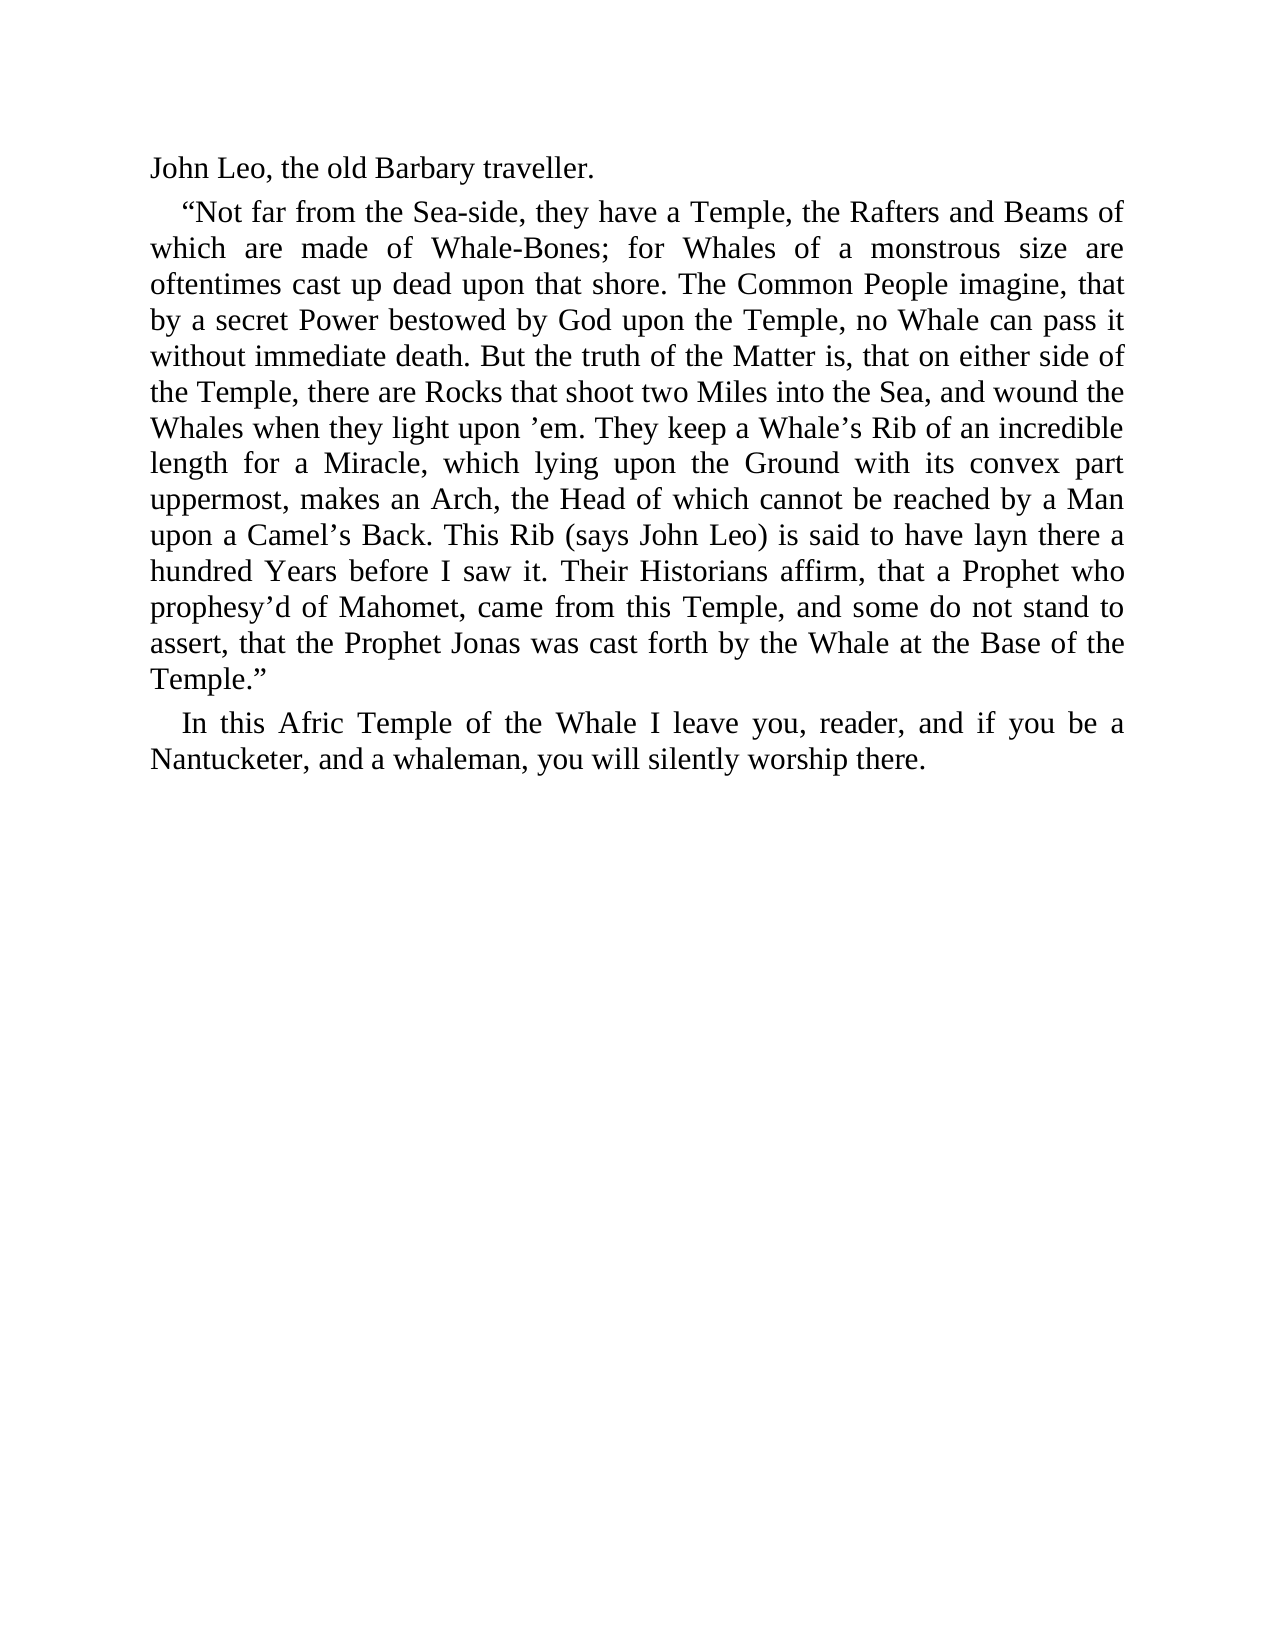 John Leo, the old Barbary traveller.
“Not far from the Sea-side, they have a Temple, the Rafters and Beams of
which are made of Whale-Bones; for Whales of a monstrous size are
oftentimes cast up dead upon that shore. The Common People imagine, that
by a secret Power bestowed by God upon the Temple, no Whale can pass it
without immediate death. But the truth of the Matter is, that on either side of
the Temple, there are Rocks that shoot two Miles into the Sea, and wound the
Whales when they light upon ’em. They keep a Whale’s Rib of an incredible
length for a Miracle, which lying upon the Ground with its convex part
uppermost, makes an Arch, the Head of which cannot be reached by a Man
upon a Camel’s Back. This Rib (says John Leo) is said to have layn there a
hundred Years before I saw it. Their Historians affirm, that a Prophet who
prophesy’d of Mahomet, came from this Temple, and some do not stand to
assert, that the Prophet Jonas was cast forth by the Whale at the Base of the
Temple.”
In this Afric Temple of the Whale I leave you, reader, and if you be a
Nantucketer, and a whaleman, you will silently worship there.